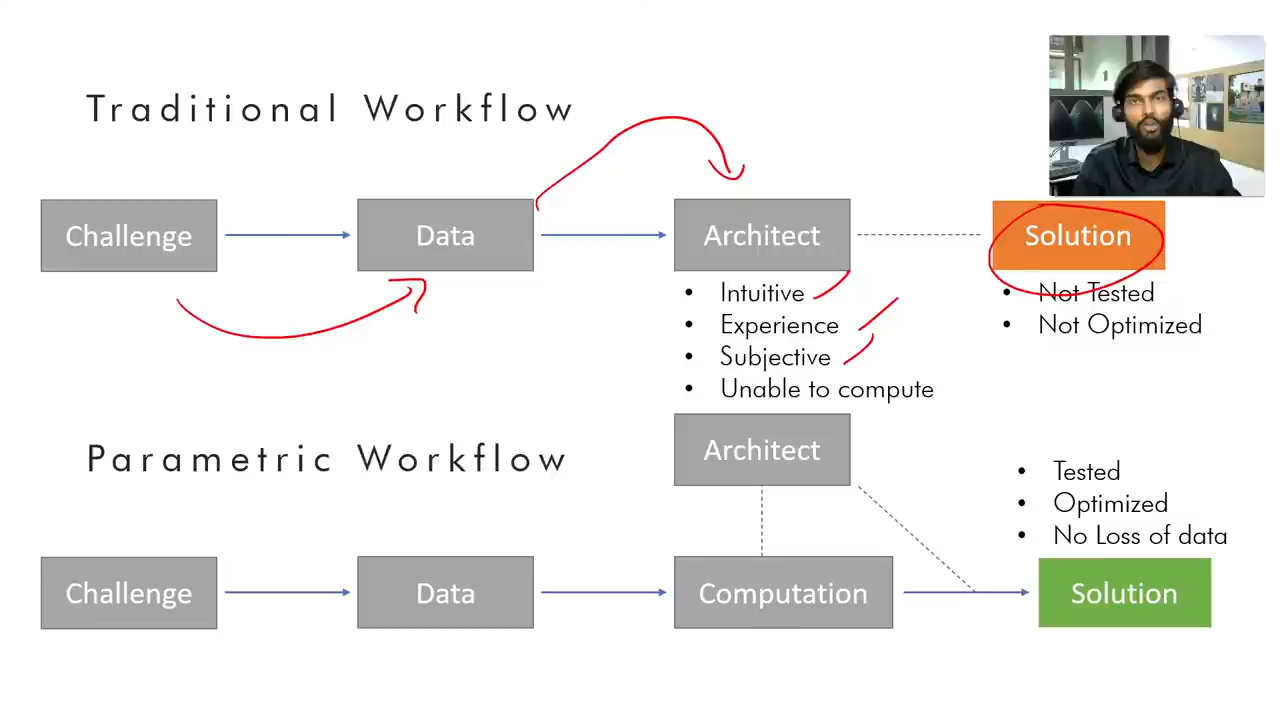 Traditional Workflow
Challenge
Data
Architect
Solution
• Intuitive
• Experience
• Subjective
• Unable to compute
• Not Tested
• Not Optimized
Parametric Workflow
Architect
• Tested
• Optimized
• No Loss of data
Challenge
Data
Computation
Solution